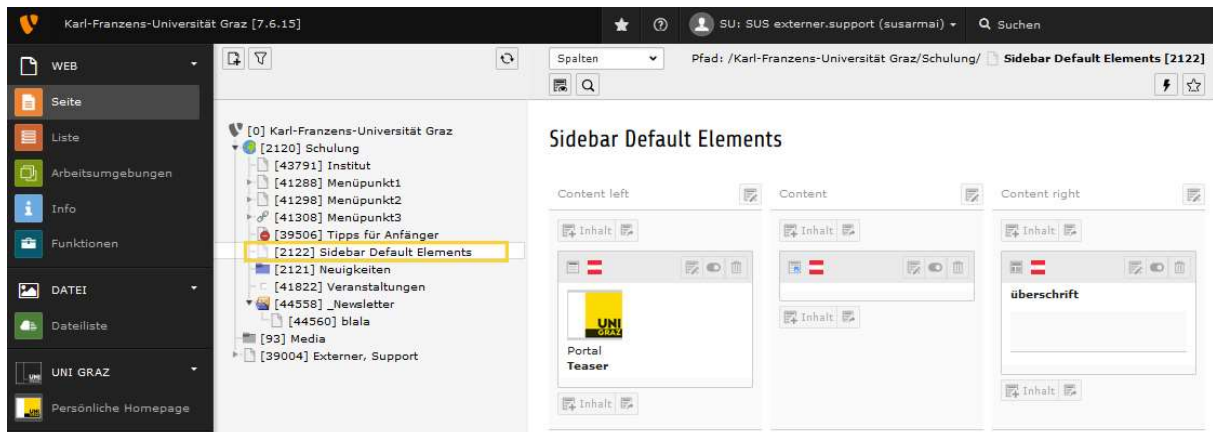 Karl-Franzens-Universität Graz [7.6.15]
SU: SUS externer.support (susarmai)
Suchen
WEB
Seite
Liste
Arbeitsumgebungen
Info
Funktionen
DATEI
Dateiliste
UNI GRAZ
Persönliche Homepage
[0] Karl-Franzens-Universität Graz
[2120] Schulung
[43791] Institut
[41288] Menüpunkt1
[41298] Menüpunkt2
[41308] Menüpunkt3
[39506] Tipps für Anfänger
[2122] Sidebar Default Elements
[2121] Neuigkeiten
[41822] Veranstaltungen
[44558] _Newsletter
[44560] blala
[93] Media
[39004] Externer, Support
Spalten
Pfad: /Karl-Franzens-Universität Graz/Schulung/ Sidebar Default Elements [2122]
Sidebar Default Elements
Content left
Inhalt
UNI
GRAZ
Portal
Teaser
Inhalt
Content
Inhalt
Inhalt
Content right
Inhalt
überschrift
Inhalt